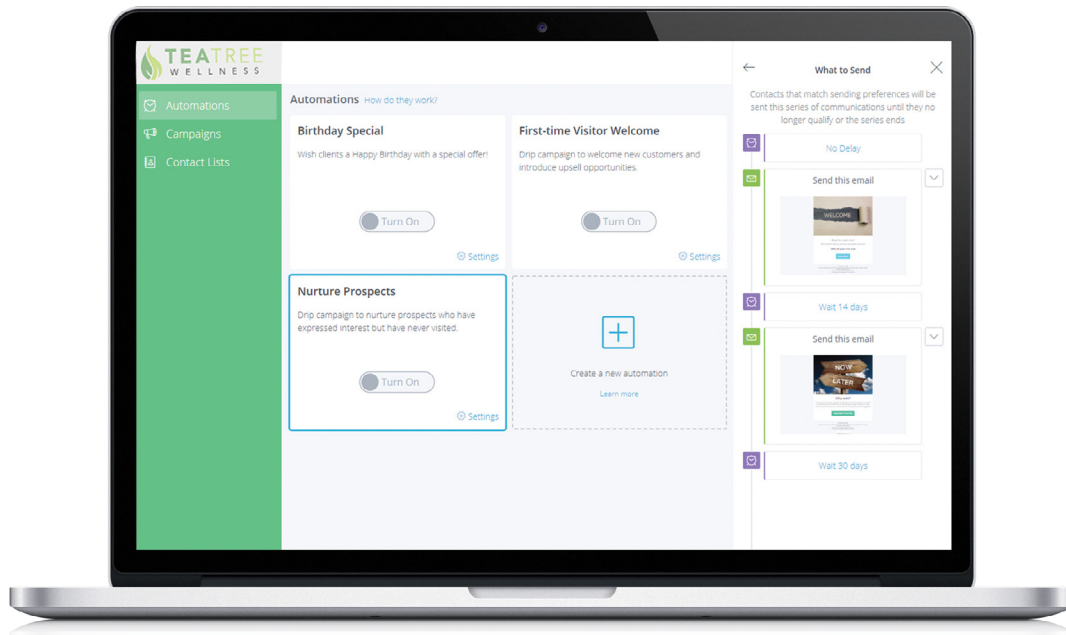 TEATREE
WELLNESS
Automations
Campaigns
Contact Lists
Automations How do they work?
Birthday Special
Wish clients a Happy Birthday with a special offer!
Turn On
Settings
First-time Visitor Welcome
Drip campaign to welcome new customers and
introduce upsell opportunities.
Turn On
Settings
Nurture Prospects
Drip campaign to nurture prospects who have
expressed interest but have never visited.
Turn On
Settings
Create a new automation
Learn more
What to Send
Contacts that match sending preferences will be
sent this series of communications until they no
longer qualify or the series ends
No Delay
Send this email
WELCOME
Wait 14 days
Send this email
NOW
LATER
Wait 30 days